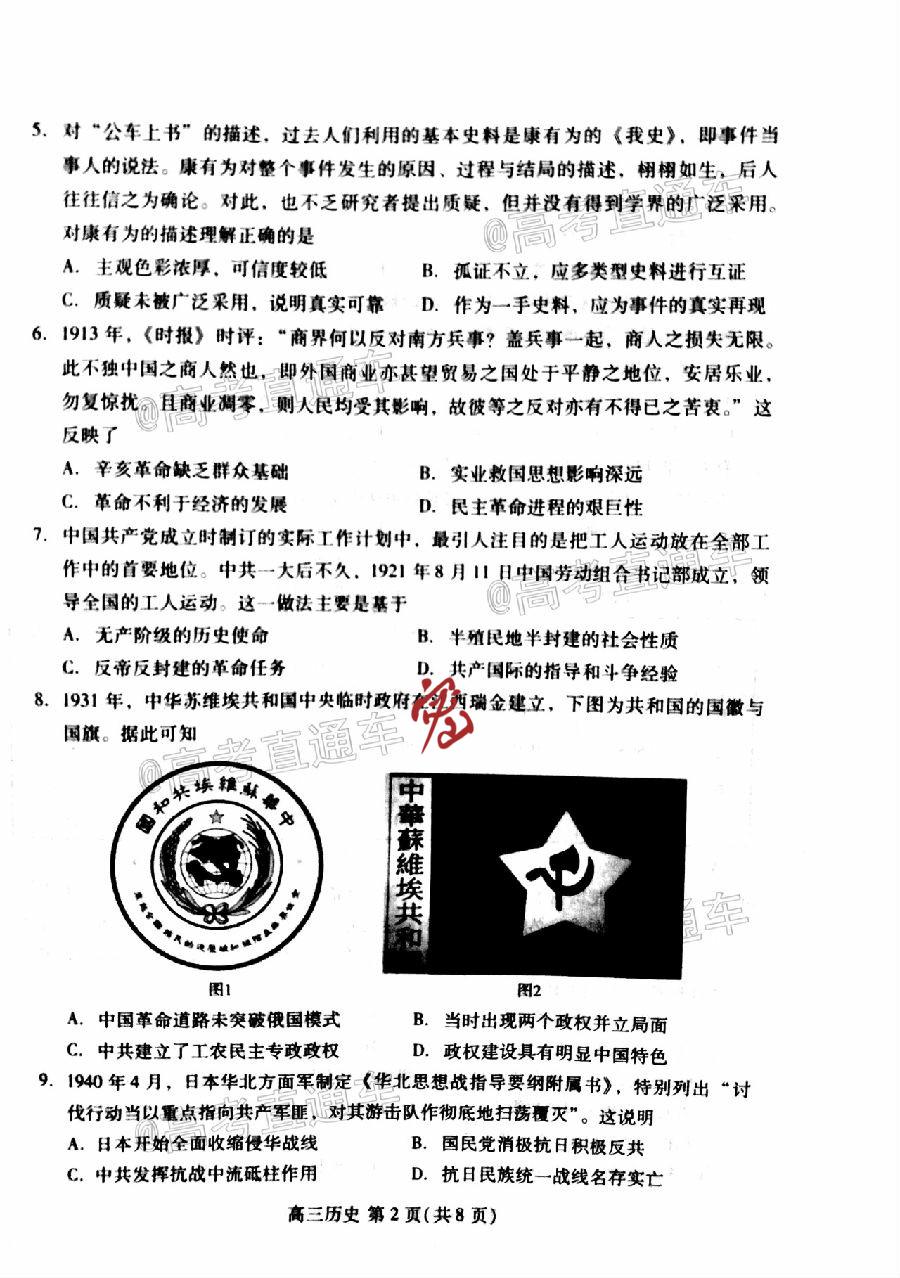 5. 对“公车上书”的描述，过去人们利用的基本史料是康有为的《我史》，即事件当
事人的说法。康有为对整个事件发生的原因、过程与结局的描述，栩栩如生，后人
往往信之为确论。对此，也不乏研究者提出质疑，但并没有得到学界的广泛采用。
对康有为的描述理解正确的是
A. 主观色彩浓厚，可信度较低 B. 孤证不立，应多类型史料进行互证
C. 质疑未被广泛采用，说明真实可靠 D. 作为一手史料，应为事件的真实再现
6. 1913 年，《时报》时评：“商界何以反对南方兵事？盖兵事一起，商人之损失无限。
此不独中国之商人然也，即外国商业亦甚望贸易之国处于平静之地位，安居乐业，
勿复惊扰。且商业凋零，则人民均受其影响，故彼等之反对亦有不得已之苦衷。”这
反映了
A. 辛亥革命缺乏群众基础 B. 实业救国思想影响深远
C. 革命不利于经济的发展 D. 民主革命进程的艰巨性
7. 中国共产党成立时制订的实际工作计划中，最引人注目的是把工人运动放在全部工
作中的首要地位。中共一大后不久，1921 年 8 月 11 日中国劳动组合书记部成立，领
导全国的工人运动。这一做法主要是基于
A. 无产阶级的历史使命 B. 半殖民地半封建的社会性质
C. 反帝反封建的革命任务 D. 共产国际的指导和斗争经验
8. 1931 年，中华苏维埃共和国中央临时政府在 西瑞金建立，下图为共和国的国徽与
国旗。据此可知
國和共埃維蘇華中
中華蘇維埃共和
图1 图2
A. 中国革命道路未突破俄国模式 B. 当时出现两个政权并立局面
C. 中共建立了工农民主专政政权 D. 政权建设具有明显中国特色
9. 1940 年 4 月，日本华北方面军制定《华北思想战指导要纲附属书》，特别列出“讨
伐行动当以重点指向共产军匪，对其游击队作彻底地扫荡覆灭”。这说明
A. 日本开始全面收缩侵华战线 B. 国民党消极抗日积极反共
C. 中共发挥抗战中流砥柱作用 D. 抗日民族统一战线名存实亡
高三历史 第 2 页(共 8 页)
@高考直通车
@高考直通车
@高考直通车
@高考直通车